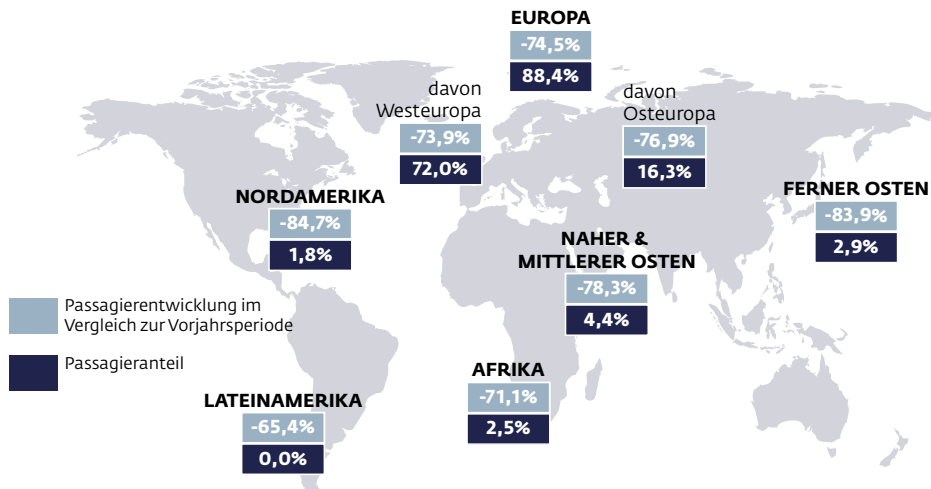 EUROPA
-74,5%
88,4%
davon
Westeuropa
-73,9%
72,0%
davon
Osteuropa
-76,9%
16,3%
NORDAMERIKA
-84,7%
1,8%
FERNER OSTEN
-83,9%
2,9%
NAHER &
MITTLERER OSTEN
-78,3%
4,4%
Passagierentwicklung im
Vergleich zur Vorjahrsperiode
Passagieranteil
AFRIKA
-71,1%
2,5%
LATEINAMERIKA
-65,4%
0,0%